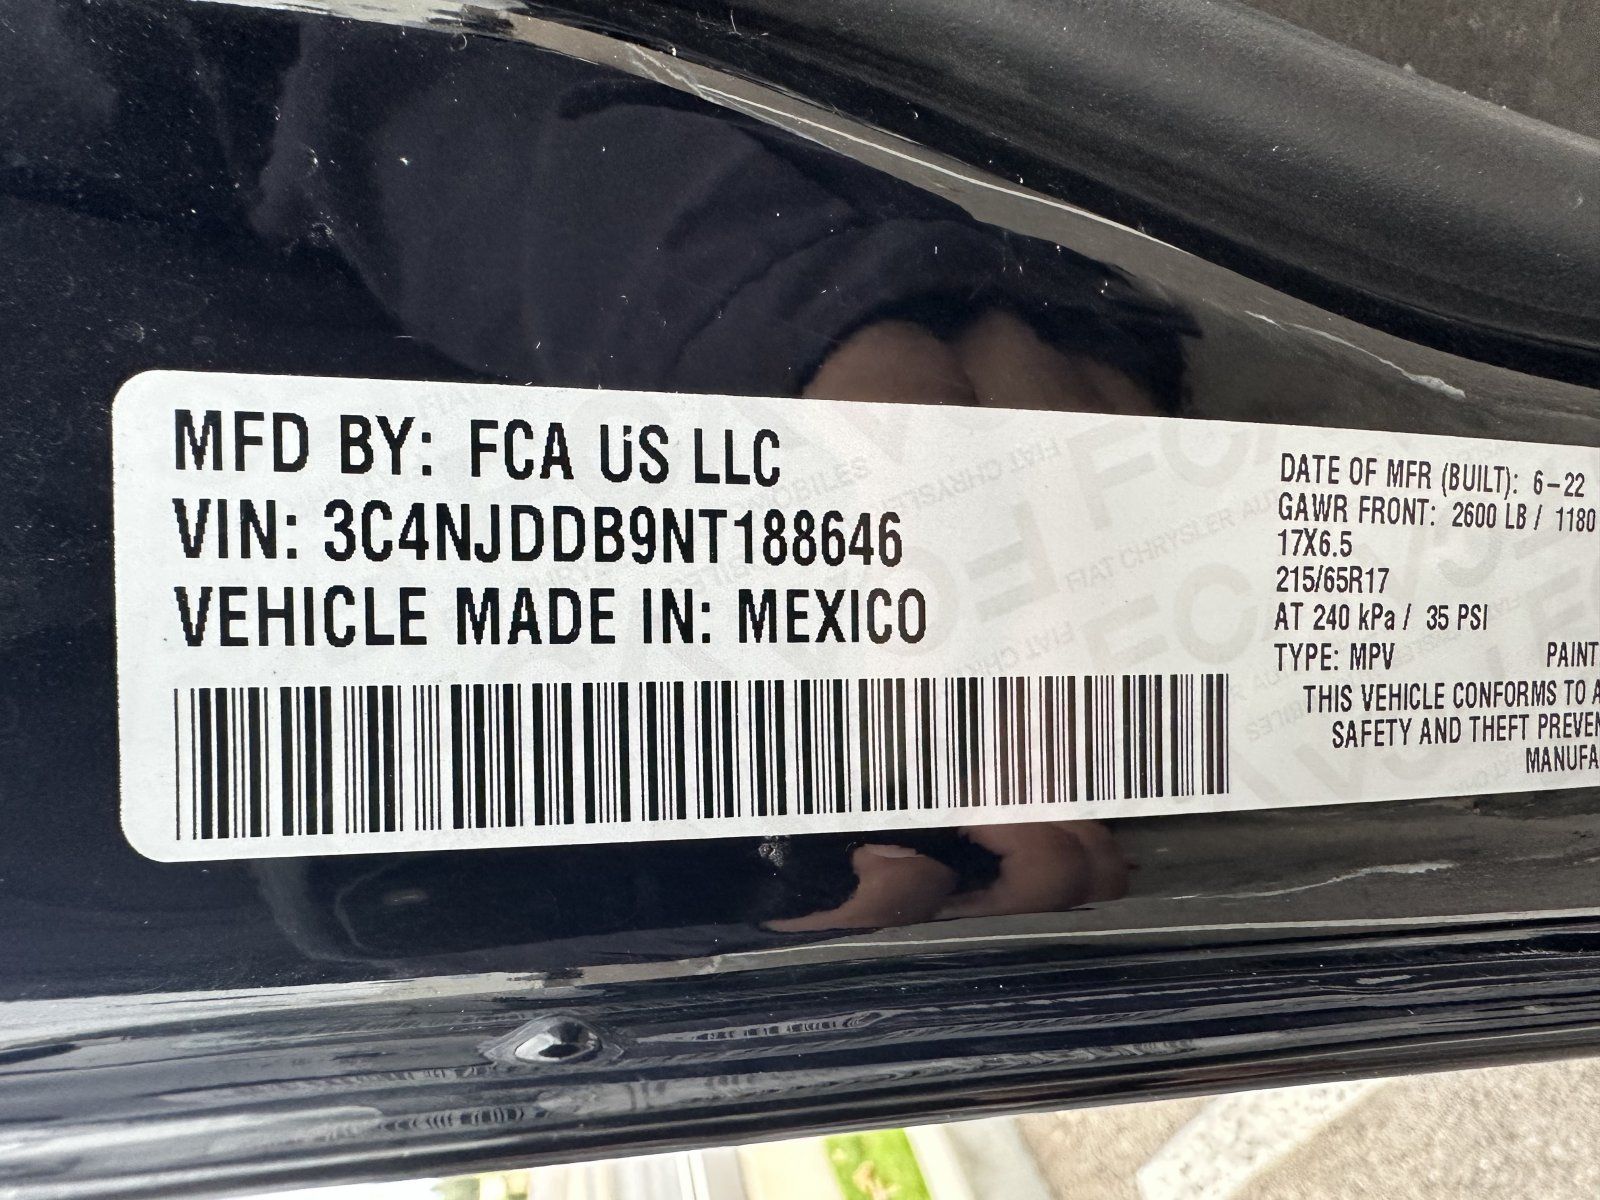 MFD BY: FCA US LLC
VIN: 3C4NJDDB9NT188646
VEHICLE MADE IN: MEXICO
DATE OF MFR (BUILT): 6-22
GAWR FRONT: 2600 LB / 1180
17X6.5
215/65R17
AT 240 kPa / 35 PSI
TYPE: MPV PAINT
THIS VEHICLE CONFORMS TO A
SAFETY AND THEFT PREVEN
MANUFA